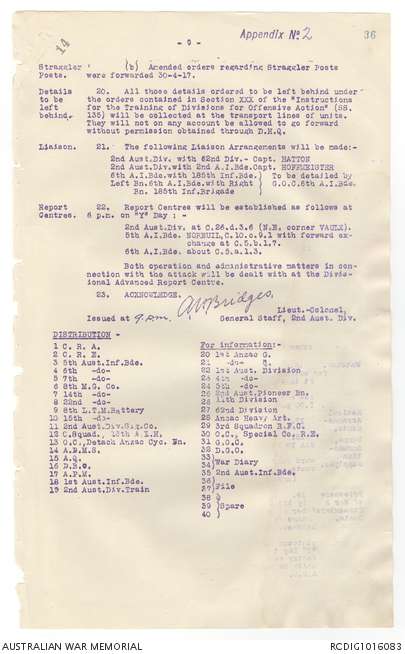 Appendix No 2
36
14
- 9 -
Straggler (b) Amended orders regarding Straggler Posts
Posts. were forwarded 30-4-17.
Details 20. All those details ordered to be left behind under
to be the orders contained in Section XXX of the "Instructions
left for the Training of Divisions for Offensive Action" (SS.
behind. 135) will be collected at the transport lines of units.
They will not on any account be allowed to go forward
without permission obtained through D.H.Q.
Liaison. 21. The following Liaison Arrangements will be made:-
2nd Aust.Div. with 62nd Div.- Capt. HATTON
2nd Aust.Div.with 2nd A.I.Bde.Capt. HOFFMEISTER
6th A.I.Bde.with 185th Inf.Bde.) To be detailed by
Left Bn.6th A.I.Bde.with Right ) G.O.C.6th A.I.Bde.
Bn. 185th Inf.Brigade
Report 22. Report Centres will be established as follows at
Centres. 6 p.m. on "Y" Day :-
2nd Aust.Div. at C.26.d.3.6 (N.E. corner VAULX).
5th A.I.Bde. NOREUIL,C.10.c.9.1 with forward ex-
change at C.5.b.1.7.
6th A.I.Bde. about C.5.a.1.3.
Both operation and administrative matters in con-
nection with the attack will be dealt with at the Divis-
ional Advanced Report Centre.
23. ACKNOWLEDGE.
A.W. Bridges.
Lieut.-Colonel,
Issued at 9 p.m. General Staff, 2nd Aust. Div.
DISTRIBUTION - For information:-
1 C. R. A. 20 1st Anzac G.
2 C. R. E. 21 -do- Q.
3 5th Aust.Inf.Bde. 22 1st Aust. Division
4 6th -do- 23 4th -do-
5 7th -do- 24 5th -do-
6 8th M.G. Co. 2nd Aust.Pioneer Bn.
7 14th -do- 11th Division
8 22nd -do- 27 62nd Division
9 8th L.T.M.Battery 28 Anzac Heavy Art.
10 15th -do- 29 3rd Squadron R.F.C.
11 2nd Aust.Div.Sig.Co. 30 O.C., Special Co. R.E.
12 C.Squad., 13th A.L.H. 31 G.O.C.
13 O.C.,Detach Anzac Cyc. Bn. 32 D.G.O.
14 A.D.M.S. 33)
15 A.Q. 34)War Diary
16 D.B.O. 35 2nd Aust.Inf.Bde.
17 A.P.M. 36)
18 1st Aust.Inf.Bde. 37)File
19 2nd Aust.Div.Train 38 )
39 )Spare
40 )
AUSTRALIAN WAR MEMORIAL
RCDIG1016083